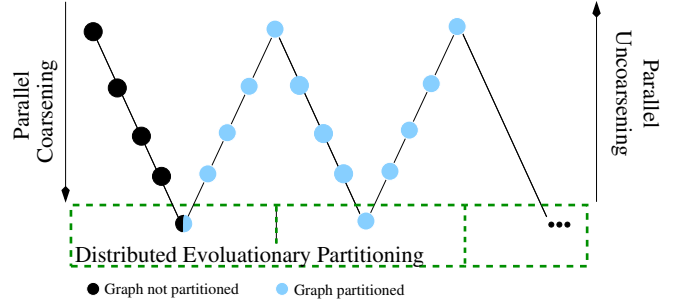 Parallel
Coarsening
Parallel
Uncoarsening
Distributed Evoluationary Partitioning
Graph not partitioned
Graph partitioned